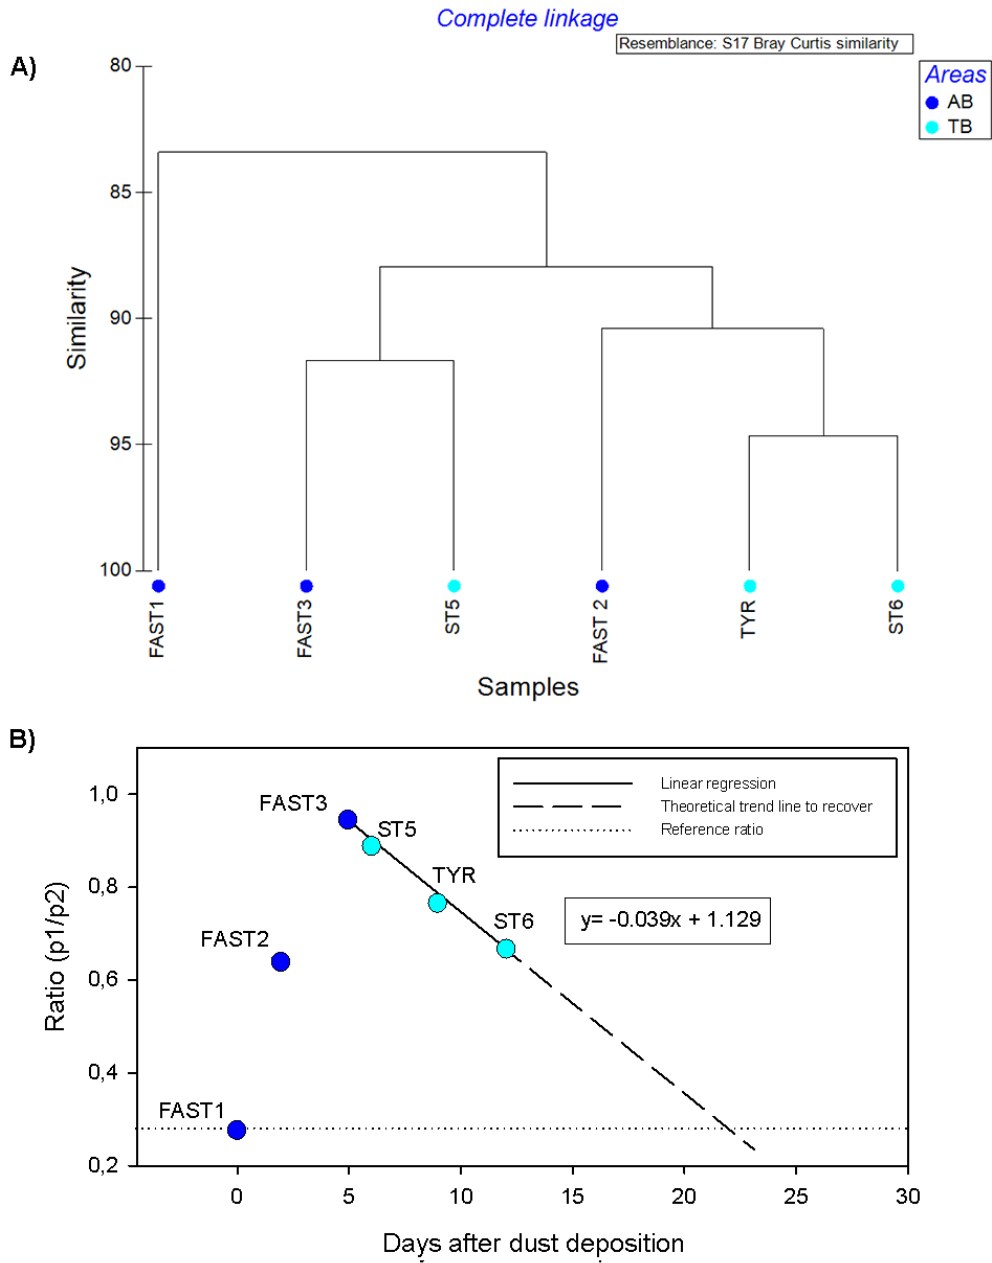 Complete linkage
Resemblance: S17 Bray Curtis similarity
A)
Areas
AB
TB
80
85
90
95
100
Similarity
FAST1
FAST3
ST5
FAST 2
TYR
ST6
Samples
B)
Linear regression
Theoretical trend line to recover
Reference ratio
y= -0.039x + 1.129
FAST3
ST5
TYR
ST6
FAST2
FAST1
1,0
0,8
0,6
0,4
0,2
Ratio (p1/p2)
0
5
10
15
20
25
30
Days after dust deposition